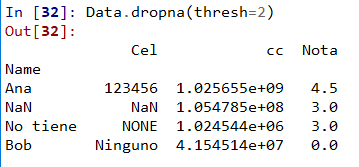 In [32]: Data.dropna(thresh=2)
Out[32]:
Cel cc Nota
Name
Ana 123456 1.025655e+09 4.5
NaN NaN 1.054785e+08 3.0
No tiene NONE 1.024544e+06 3.0
Bob Ninguno 4.154514e+07 0.0